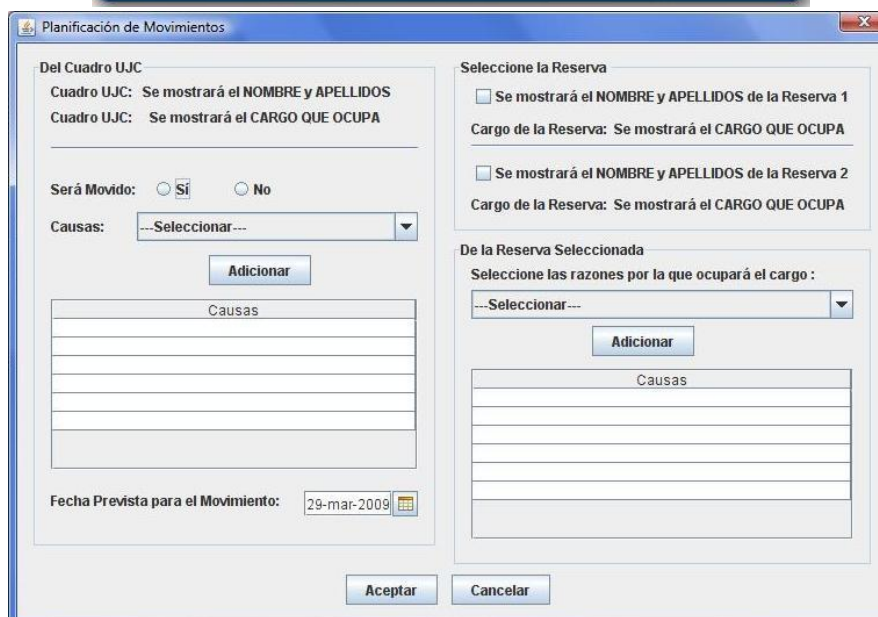 Planificación de Movimientos
Del Cuadro UJC
Cuadro UJC: Se mostrará el NOMBRE y APELLIDOS
Cuadro UJC: Se mostrará el CARGO QUE OCUPA
Será Movido: Sí No
Causas: ---Seleccionar---
Adicionar
Causas
Fecha Prevista para el Movimiento: 29-mar-2009
Seleccione la Reserva
Se mostrará el NOMBRE y APELLIDOS de la Reserva 1
Cargo de la Reserva: Se mostrará el CARGO QUE OCUPA
Se mostrará el NOMBRE y APELLIDOS de la Reserva 2
Cargo de la Reserva: Se mostrará el CARGO QUE OCUPA
De la Reserva Seleccionada
Seleccione las razones por la que ocupará el cargo :
---Seleccionar---
Adicionar
Causas
Aceptar Cancelar